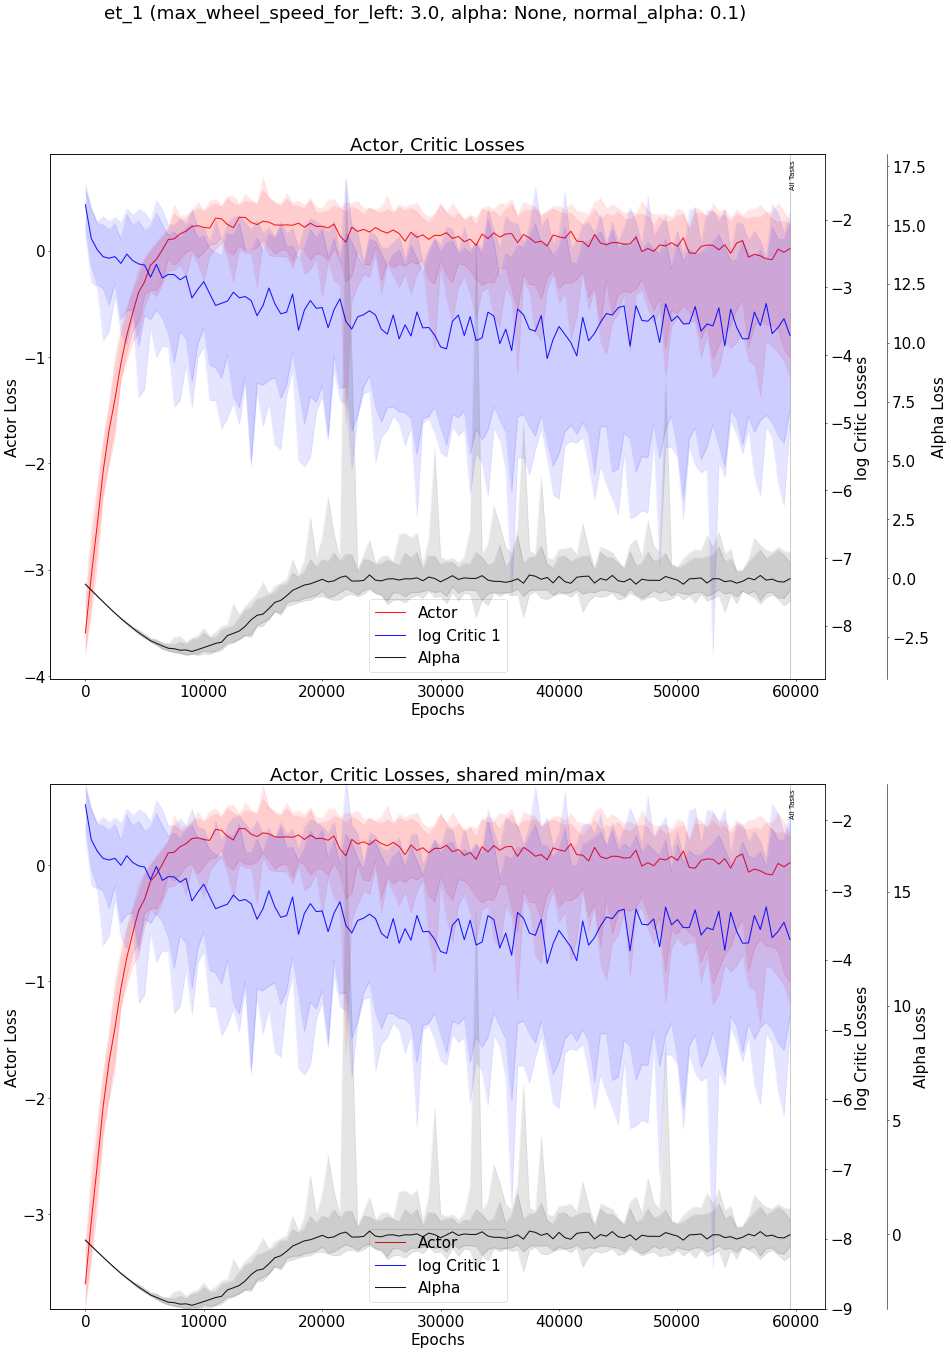 et_1 (max_wheel_speed_for_left: 3.0, alpha: None, normal_alpha: 0.1)
Actor, Critic Losses
All Tasks
0
−1
−2
−3
−4
Actor Loss
−2
−3
−4
−5
−6
−7
−8
log Critic Losses
17.5
15.0
12.5
10.0
7.5
5.0
2.5
0.0
−2.5
Alpha Loss
Actor
log Critic 1
Alpha
0 10000 20000 30000 40000 50000 60000
Epochs
Actor, Critic Losses, shared min/max
All Tasks
0
−1
−2
−3
Actor Loss
−2
−3
−4
−5
−6
−7
−8
−9
log Critic Losses
15
10
5
0
Alpha Loss
Actor
log Critic 1
Alpha
0 10000 20000 30000 40000 50000 60000
Epochs